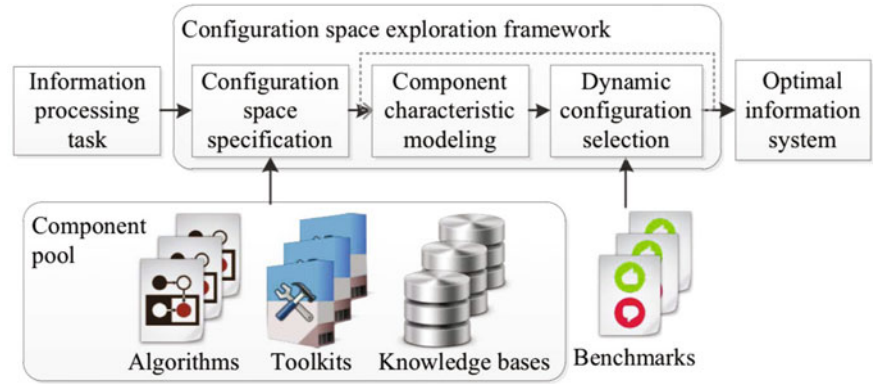 Configuration space exploration framework
Information
processing
task
Configuration
space
specification
Component
characteristic
modeling
Dynamic
configuration
selection
Optimal
information
system
Component
pool
Algorithms
Toolkits
Knowledge bases
Benchmarks